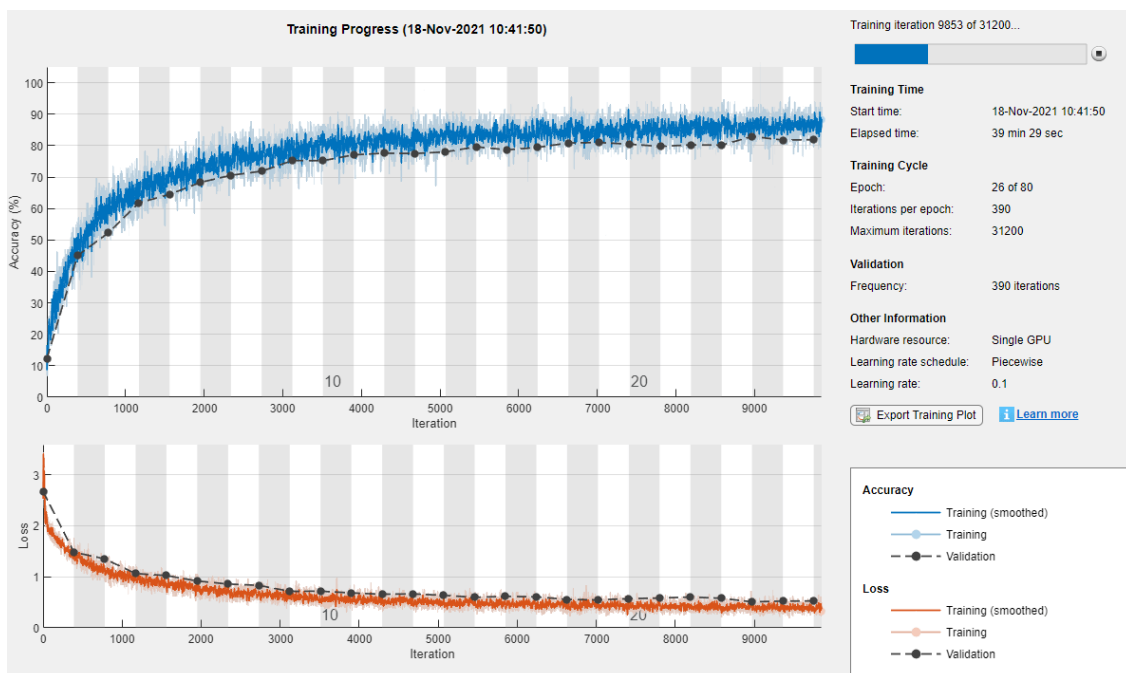 Training Progress (18-Nov-2021 10:41:50)
100
90
80
70
60
50
40
30
20
10
0
Accuracy (%)
10
20
0 1000 2000 3000 4000 5000 6000 7000 8000 9000
Iteration
3
2
1
0
Loss
10
20
0 1000 2000 3000 4000 5000 6000 7000 8000 9000
Iteration
Training iteration 9853 of 31200...
Training Time
Start time: 18-Nov-2021 10:41:50
Elapsed time: 39 min 29 sec
Training Cycle
Epoch: 26 of 80
Iterations per epoch: 390
Maximum iterations: 31200
Validation
Frequency: 390 iterations
Other Information
Hardware resource: Single GPU
Learning rate schedule: Piecewise
Learning rate: 0.1
Export Training Plot
i Learn more
Accuracy
Training (smoothed)
Training
Validation
Loss
Training (smoothed)
Training
Validation